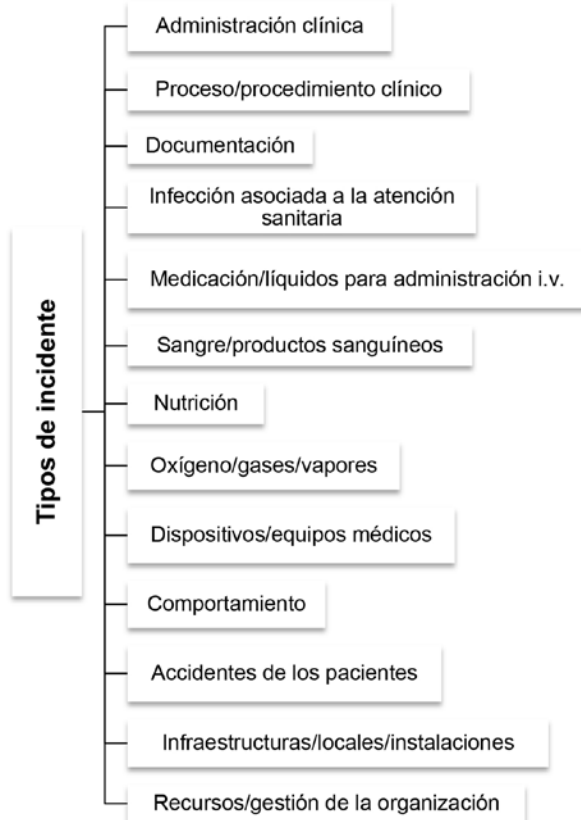 Tipos de incidente
Administración clínica
Proceso/procedimiento clínico
Documentación
Infección asociada a la atención
sanitaria
Medicación/líquidos para administración i.v.
Sangre/productos sanguíneos
Nutrición
Oxígeno/gases/vapores
Dispositivos/equipos médicos
Comportamiento
Accidentes de los pacientes
Infraestructuras/locales/instalaciones
Recursos/gestión de la organización